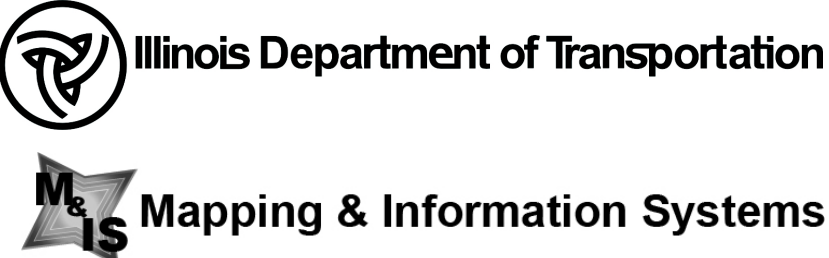 Illinois Department of Transportation
M
&
IS
Mapping & Information Systems